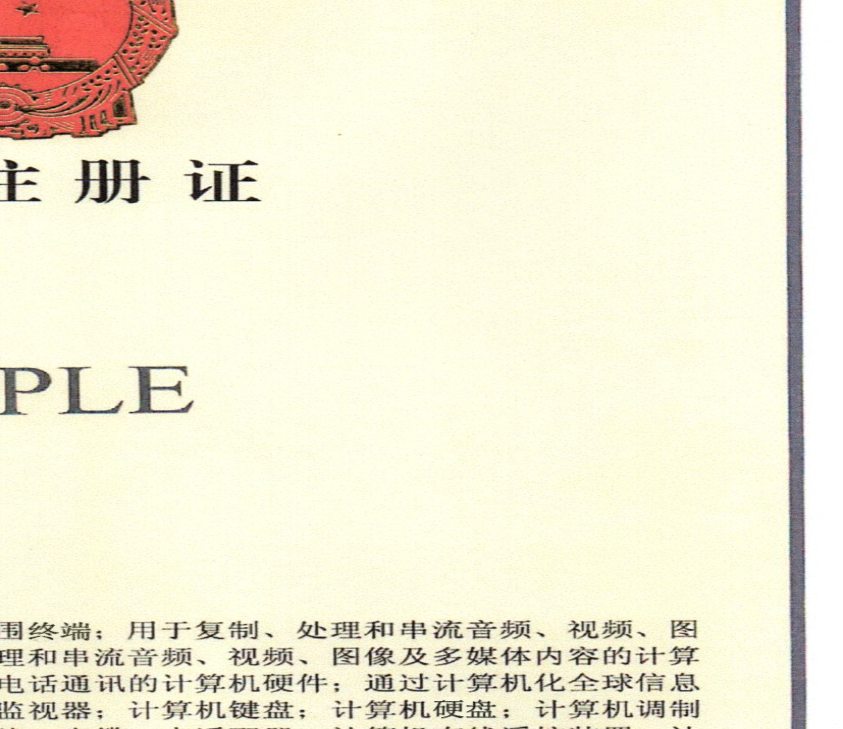 注册证
PLE
围终端；用于复制、处理和串流音频、视频、图
理和串流音频、视频、图像及多媒体内容的计算
电话通讯的计算机硬件；通过计算机化全球信息
监视器；计算机键盘；计算机硬盘；计算机调制